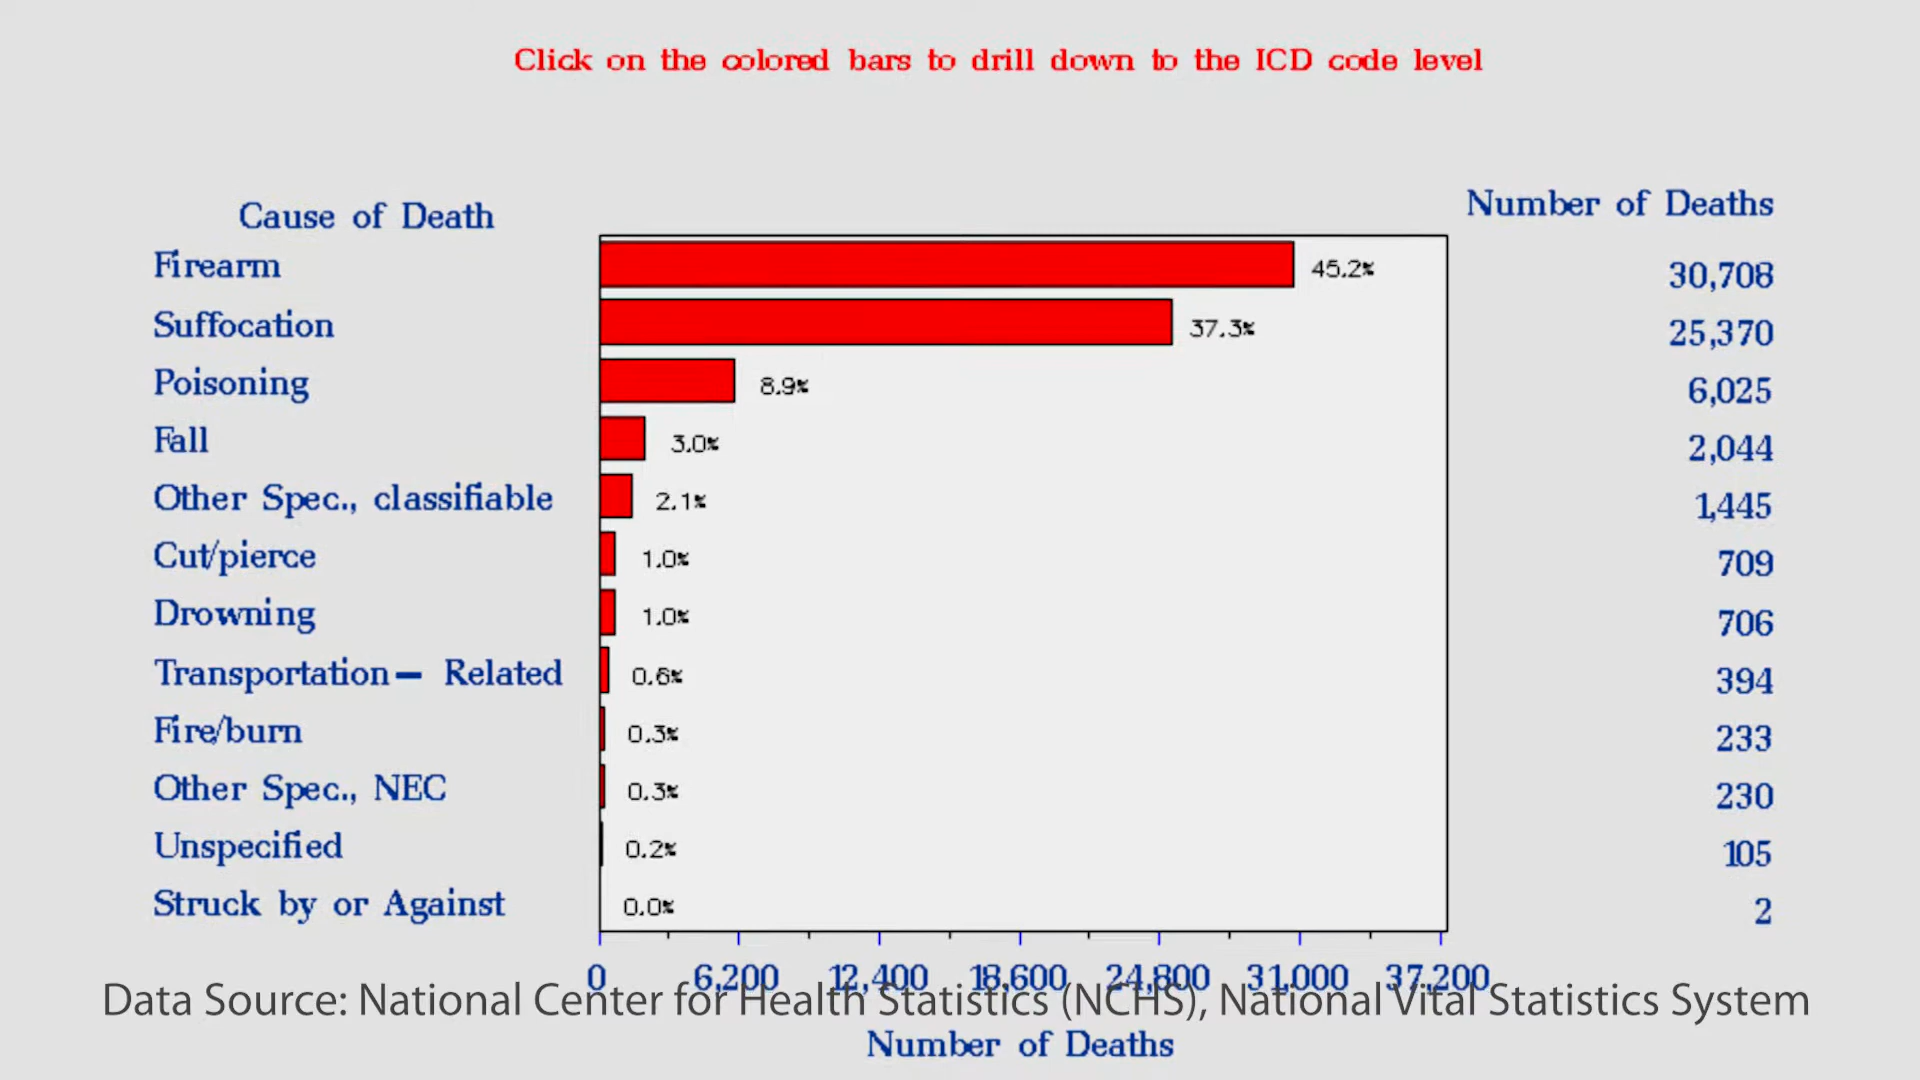 Click on the colored bars to drill down to the ICD code level
Cause of Death Number of Deaths
Firearm 45.2% 30,708
Suffocation 37.3% 25,370
Poisoning 8.9% 6,025
Fall 3.0% 2,044
Other Spec., classifiable 2.1% 1,445
Cut/pierce 1.0% 709
Drowning 1.0% 706
Transportation— Related 0.6% 394
Fire/burn 0.3% 233
Other Spec., NEC 0.3% 230
Unspecified 0.2% 105
Struck by or Against 0.0% 2
0 6,200 12,400 18,600 24,800 31,000 37,200
Data Source: National Center for Health Statistics (NCHS), National Vital Statistics System
Number of Deaths